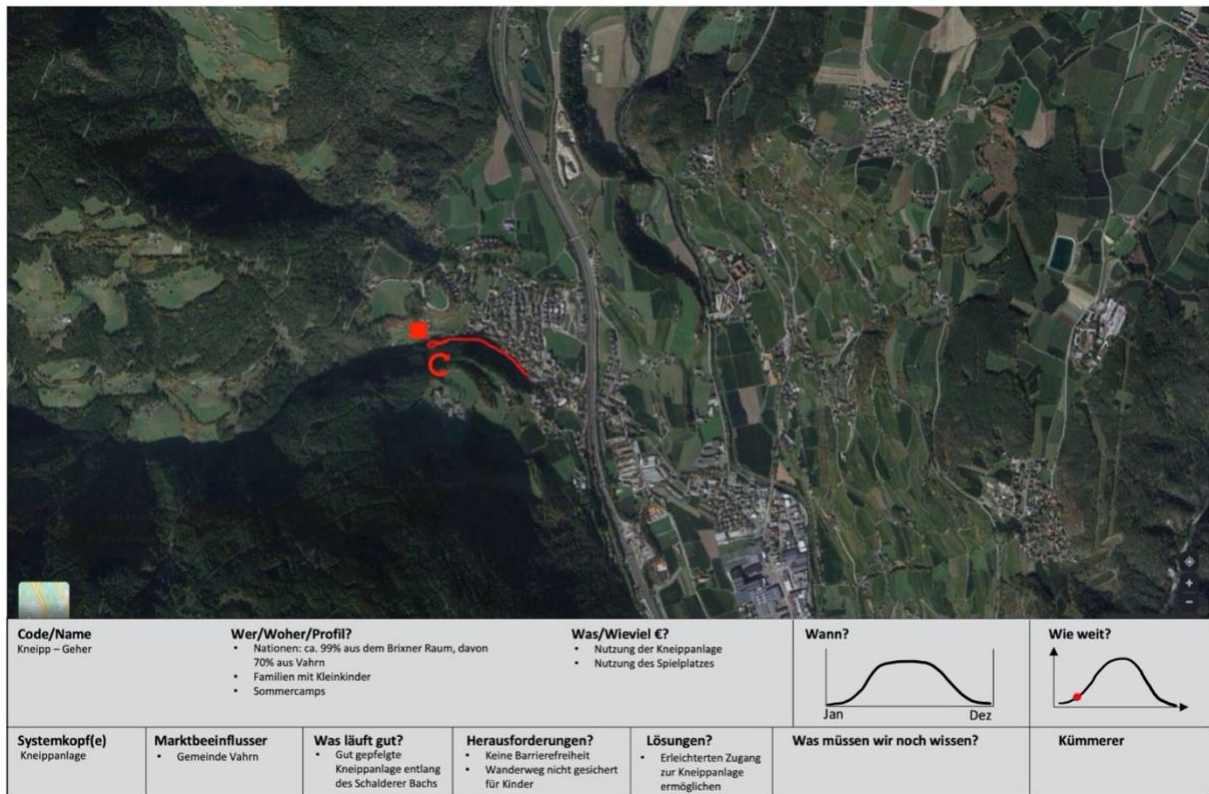 Code/Name
Kneipp – Geher
Wer/Woher/Profil?
• Nationen: ca. 99% aus dem Brixner Raum, davon
70% aus Vahrn
• Familien mit Kleinkinder
• Sommercamps
Was/Wieviel €?
• Nutzung der Kneippanlage
• Nutzung des Spielplatzes
Wann?
Jan
Dez
Wie weit?
Systemkopf(e)
Kneippanlage
Marktbeeinflusser
• Gemeinde Vahrn
Was läuft gut?
• Gut gepfelgte
Kneippanlage entlang
des Schalderer Bachs
Herausforderungen?
• Keine Barrierefreiheit
• Wanderweg nicht gesichert
für Kinder
Lösungen?
• Erleichterten Zugang
zur Kneippanlage
ermöglichen
Was müssen wir noch wissen?
Kümmerer